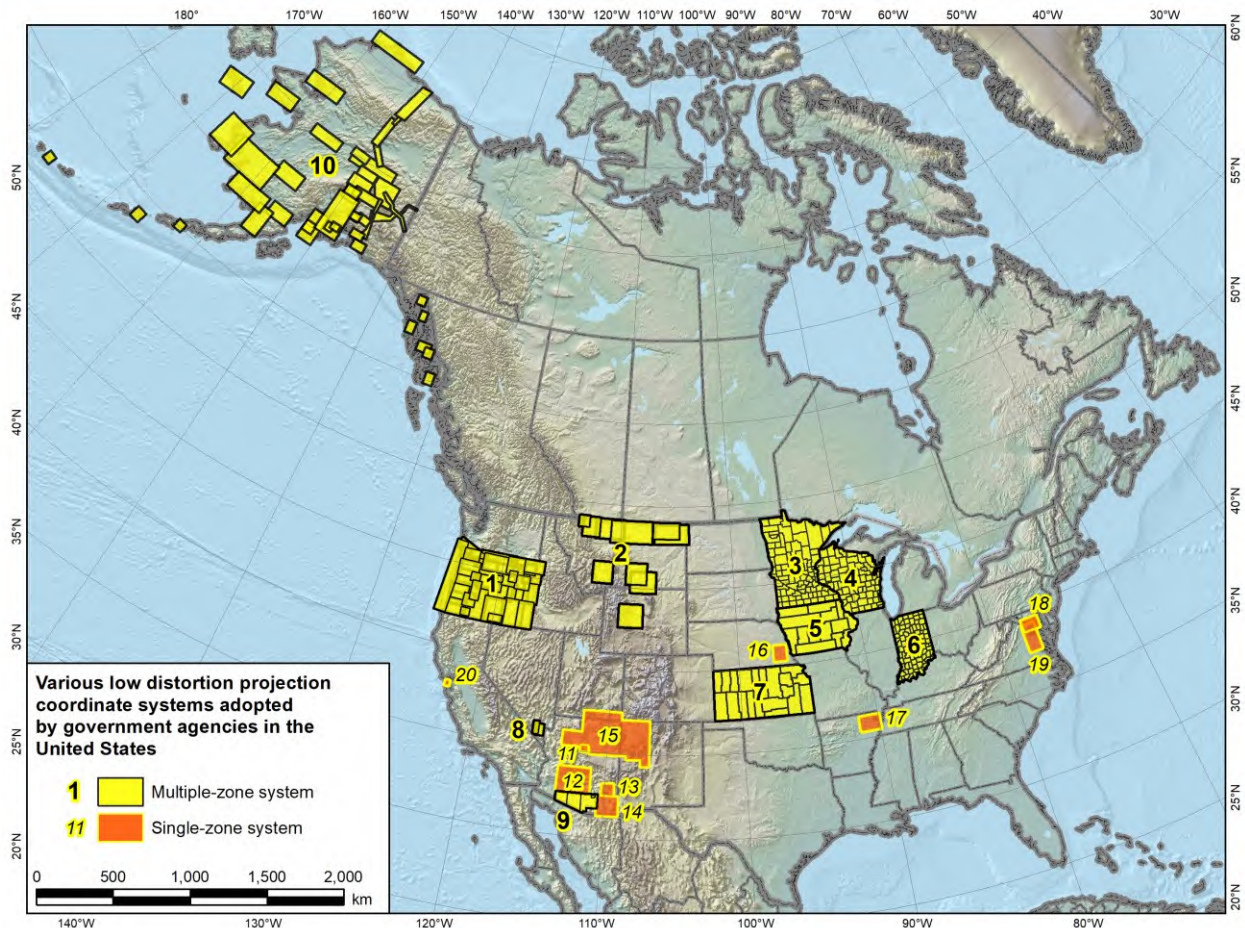 180°
170°W
160°W
150°W
140°W
130°W
120°W
110°W
100°W
90°W
80°W
70°W
60°W
50°W
40°W
30°W
60°N
50°N
45°N
40°N
35°N
30°N
25°N
20°N
55°N
50°N
45°N
40°N
35°N
30°N
25°N
20°N
10
2
1
3
4
5
6
7
16
18
19
17
20
8
15
11
12
13
14
9
Various low distortion projection
coordinate systems adopted
by government agencies in the
United States
1 Multiple-zone system
11 Single-zone system
0 500 1,000 1,500 2,000
km
140°W
130°W
120°W
110°W
100°W
90°W
80°W